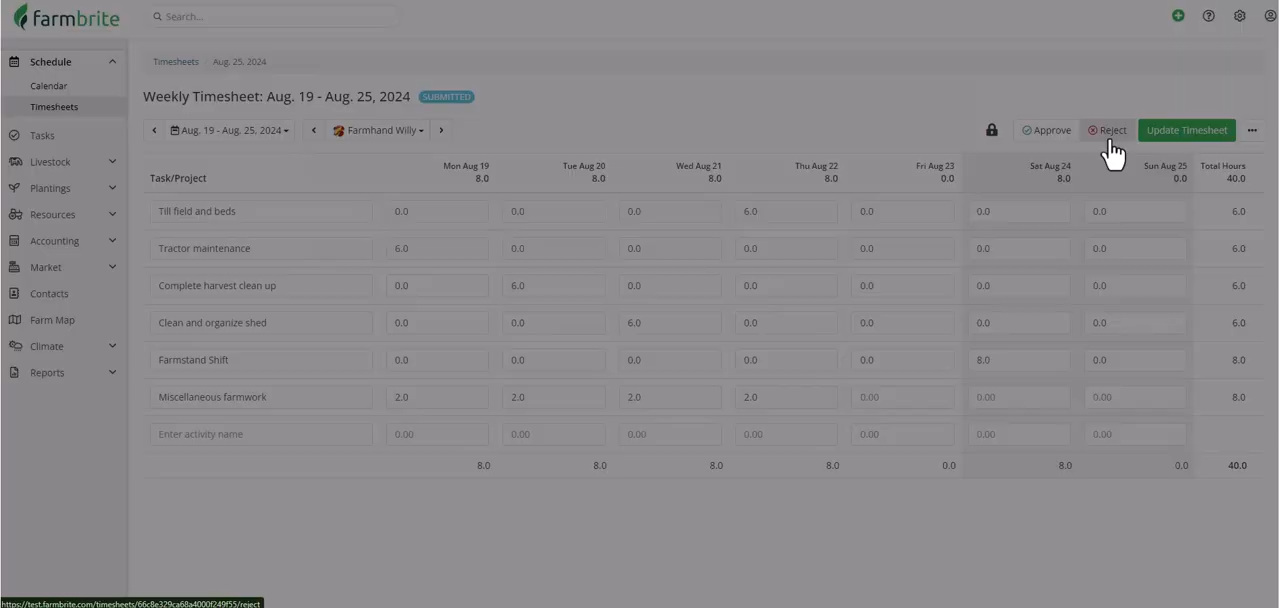 farmbrite
Search...
Schedule
Calendar
Timesheets
Tasks
Livestock
Plantings
Resources
Accounting
Market
Contacts
Farm Map
Climate
Reports
Timesheets / Aug. 25, 2024
Weekly Timesheet: Aug. 19 - Aug. 25, 2024 SUBMITTED
Aug. 19 - Aug. 25, 2024 Farmhand Willy Approve Reject Update Timesheet ...
Mon Aug 19 Tue Aug 20 Wed Aug 21 Thu Aug 22 Fri Aug 23 Sat Aug 24 Sun Aug 25 Total Hours
Task/Project 8.0 8.0 8.0 8.0 0.0 8.0 0.0 40.0
Till field and beds 0.0 0.0 0.0 6.0 0.0 0.0 0.0 6.0
Tractor maintenance 6.0 0.0 0.0 0.0 0.0 0.0 0.0 6.0
Complete harvest clean up 0.0 6.0 0.0 0.0 0.0 0.0 0.0 6.0
Clean and organize shed 0.0 0.0 6.0 0.0 0.0 0.0 0.0 6.0
Farmstand Shift 0.0 0.0 0.0 0.0 0.0 8.0 0.0 8.0
Miscellaneous farmwork 2.0 2.0 2.0 2.0 0.00 0.00 0.00 8.0
Enter activity name 0.00 0.00 0.00 0.00 0.00 0.00 0.00
8.0 8.0 8.0 8.0 0.0 8.0 0.0 40.0
https://test.farmbrite.com/timesheets/66c8e329ca68a4000f249f55/reject